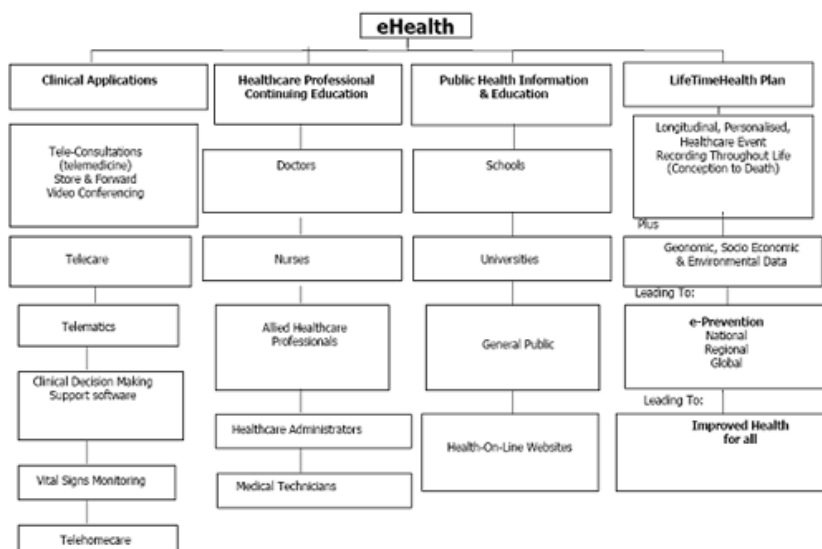 eHealth
Clinical Applications
Tele-Consultations
(telemedicine)
Store & Forward
Video Conferencing
Telecare
Telematics
Clinical Decision Making
Support software
Vital Signs Monitoring
Telehomecare
Healthcare Professional
Continuing Education
Doctors
Nurses
Allied Healthcare
Professionals
Healthcare Administrators
Medical Technicians
Public Health Information
& Education
Schools
Universities
General Public
Health-On-Line Websites
LifeTimeHealth Plan
Longitudinal, Personalised,
Healthcare Event
Recording Throughout Life
(Conception to Death)
Plus
Geonomic, Socio Economic
& Environmental Data
Leading To:
e-Prevention
National
Regional
Global
Leading To:
Improved Health
for all